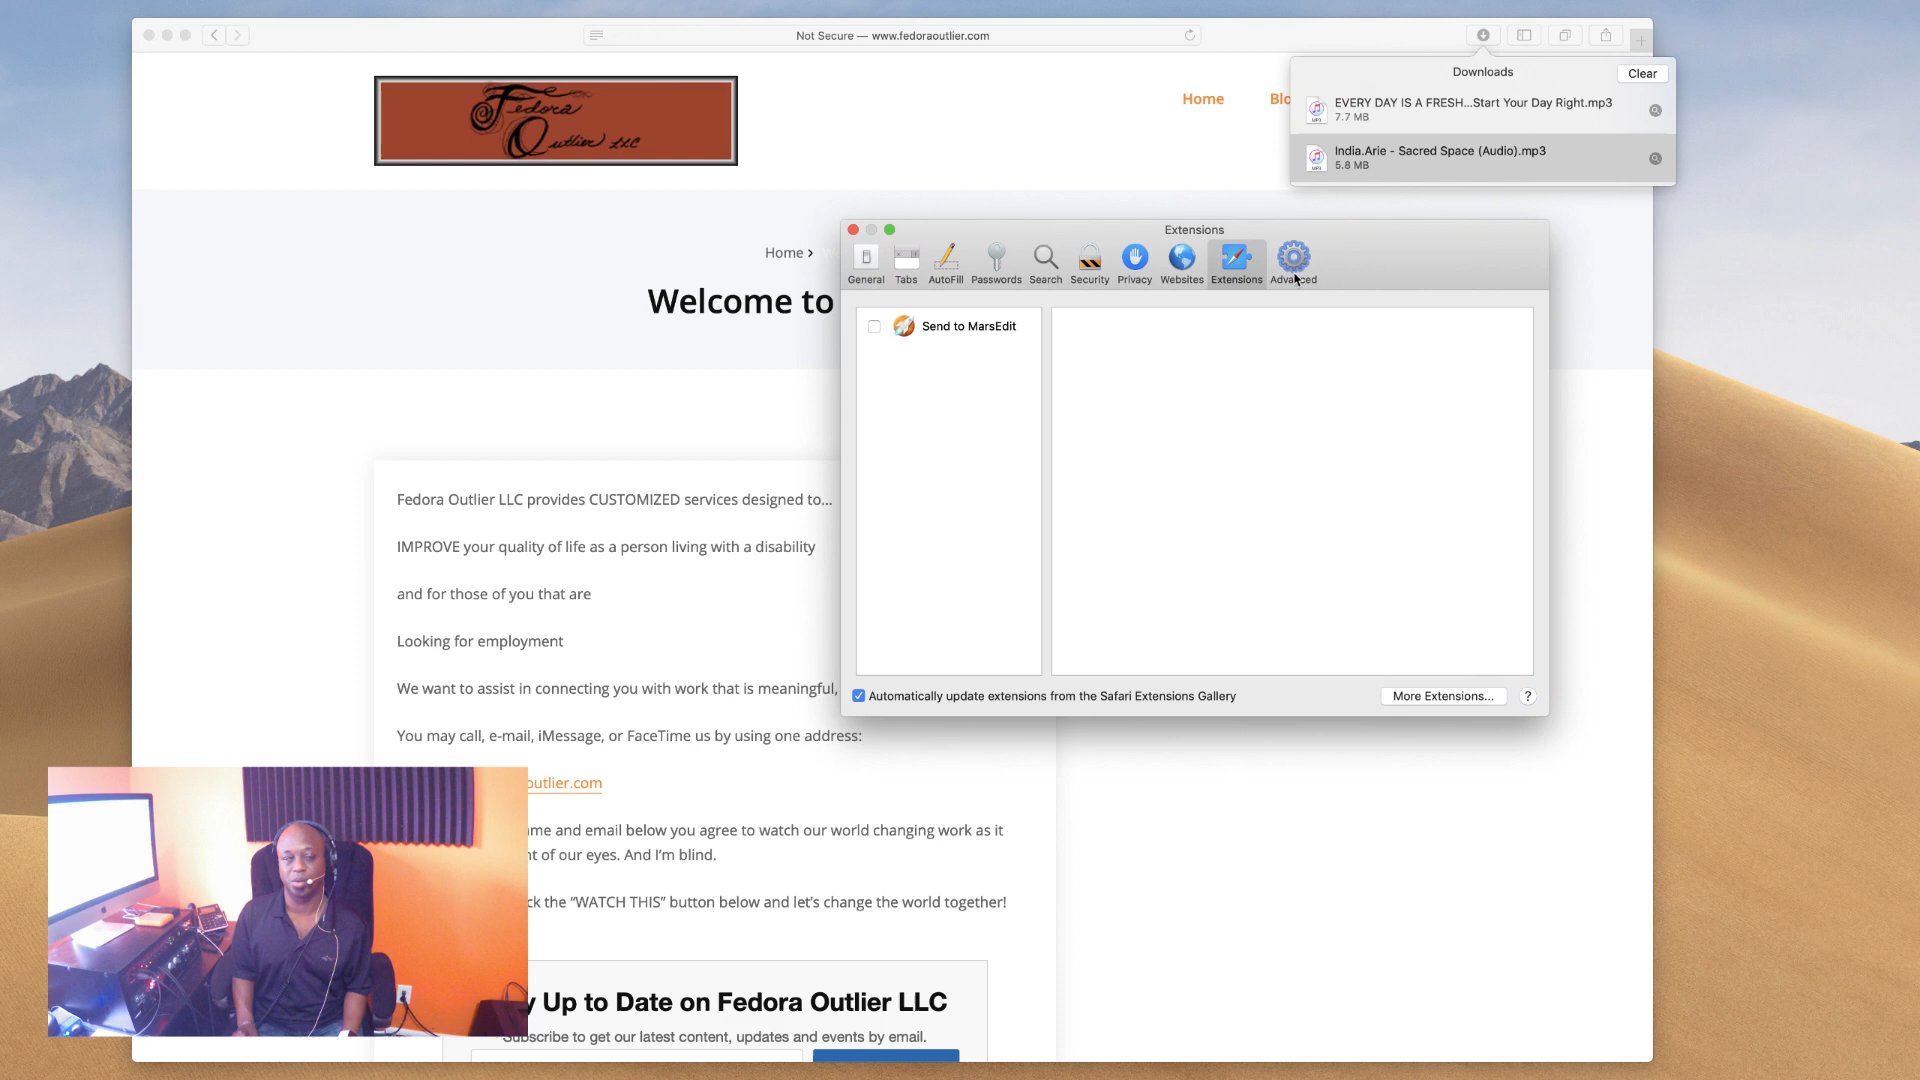 Not Secure — www.fedoraoutlier.com
Downloads
Clear
EVERY DAY IS A FRESH...Start Your Day Right.mp3
7.7 MB
India.Arie - Sacred Space (Audio).mp3
5.8 MB
Fedora
Outlier LLC
Home
Blo
Home ›
Welcome to
Extensions
General
Tabs
AutoFill
Passwords
Search
Security
Privacy
Websites
Extensions
Advanced
Send to MarsEdit
Automatically update extensions from the Safari Extensions Gallery
More Extensions...
?
Fedora Outlier LLC provides CUSTOMIZED services designed to...
IMPROVE your quality of life as a person living with a disability
and for those of you that are
Looking for employment
We want to assist in connecting you with work that is meaningful,
You may call, e-mail, iMessage, or FaceTime us by using one address:
outlier.com
me and email below you agree to watch our world changing work as it
t of our eyes. And I'm blind.
ck the “WATCH THIS” button below and let's change the world together!
y Up to Date on Fedora Outlier LLC
Subscribe to get our latest content, updates and events by email.